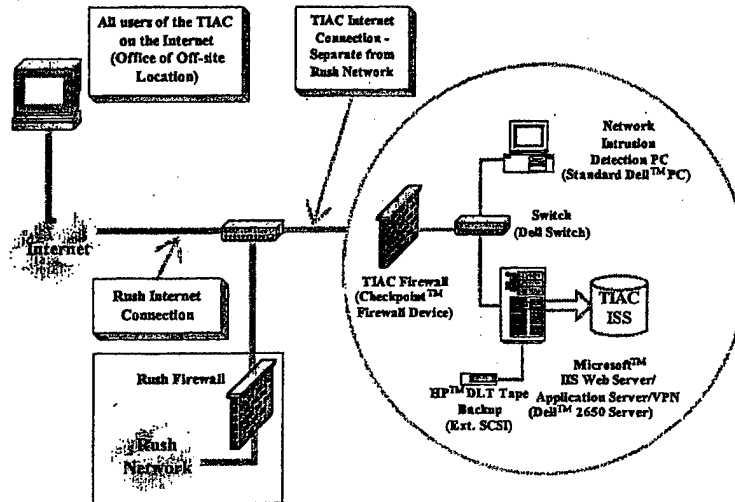 All users of the TIAC
on the Internet
(Office of Off-site
Location)
TIAC Internet
Connection -
Separate from
Rush Network
Network
Intrusion
Detection PC
(Standard Dell™ PC)
Internet
Switch
(Dell Switch)
Rush Internet
Connection
TIAC Firewall
(Checkpoint™
Firewall Device)
TIAC
ISS
Rush Firewall
HP™ DLT Tape
Backup
(Ext. SCSI)
Microsoft™
IIS Web Server/
Application Server/VPN
(Dell™ 2650 Server)
Rush
Network